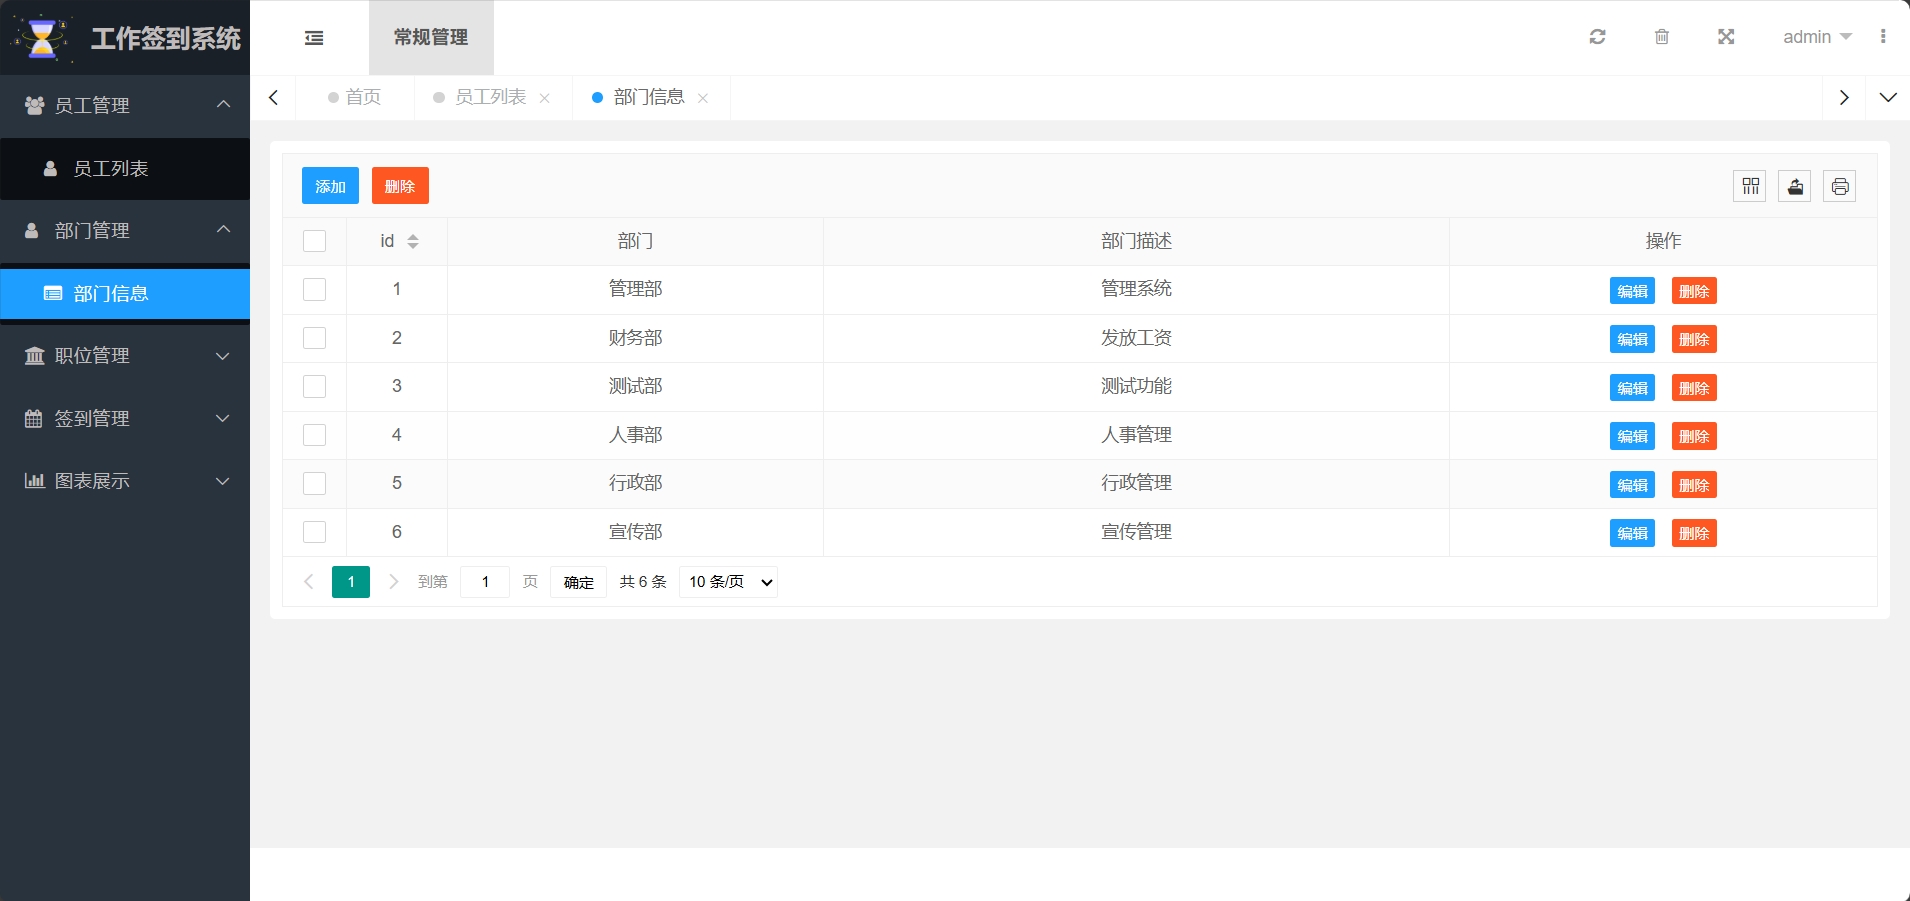 工作签到系统
常规管理
admin
员工管理
员工列表
部门管理
部门信息
职位管理
签到管理
图表展示
首页 员工列表 部门信息
添加 删除
id 部门 部门描述 操作
1 管理部 管理系统 编辑 删除
2 财务部 发放工资 编辑 删除
3 测试部 测试功能 编辑 删除
4 人事部 人事管理 编辑 删除
5 行政部 行政管理 编辑 删除
6 宣传部 宣传管理 编辑 删除
1 到第 1 页 确定 共 6 条 10 条/页